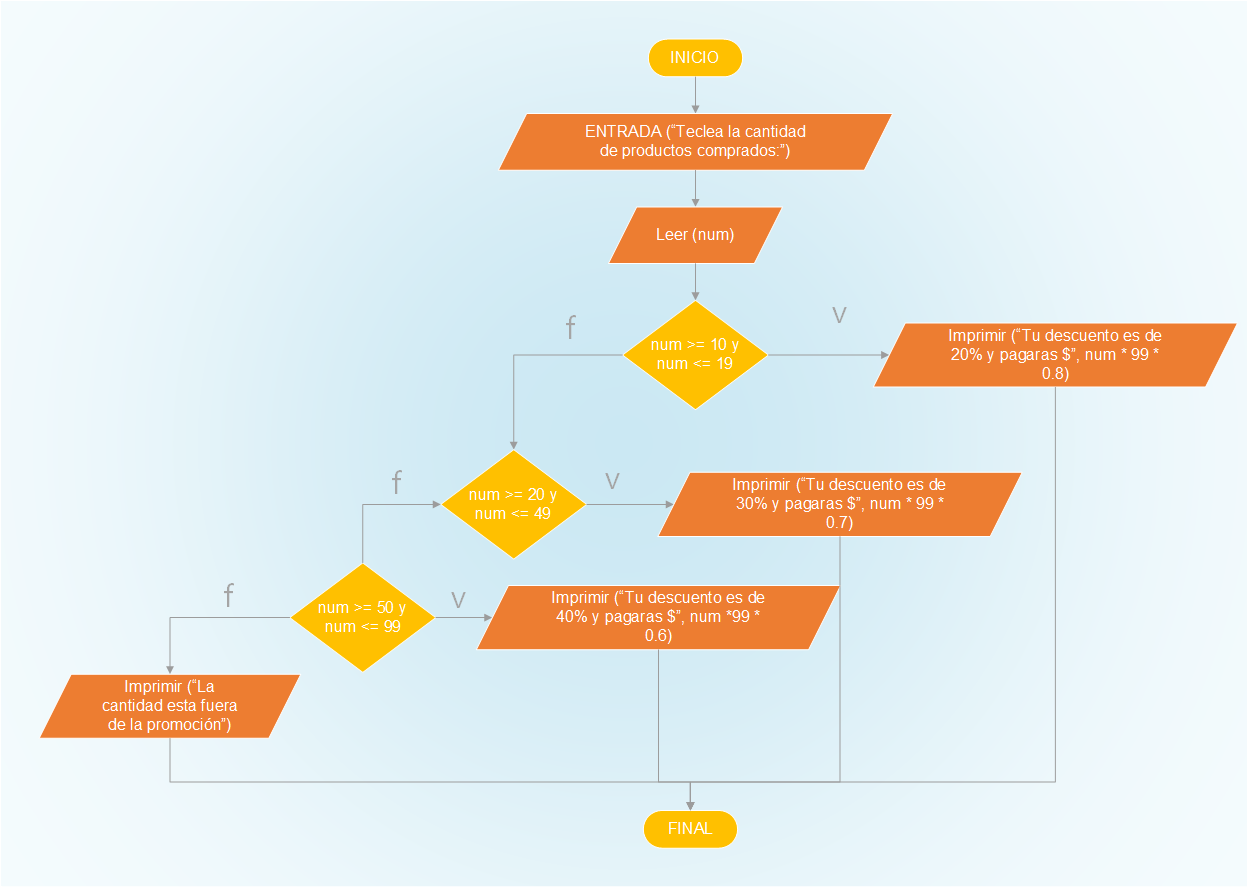 INICIO
ENTRADA (“Teclea la cantidad
de productos comprados:”)
Leer (num)
num >= 10 y
num <= 19
f
V
Imprimir (“Tu descuento es de
20% y pagaras $”, num * 99 *
0.8)
num >= 20 y
num <= 49
f
V
Imprimir (“Tu descuento es de
30% y pagaras $”, num * 99 *
0.7)
num >= 50 y
num <= 99
f
V
Imprimir (“Tu descuento es de
40% y pagaras $”, num *99 *
0.6)
Imprimir (“La
cantidad esta fuera
de la promoción”)
FINAL